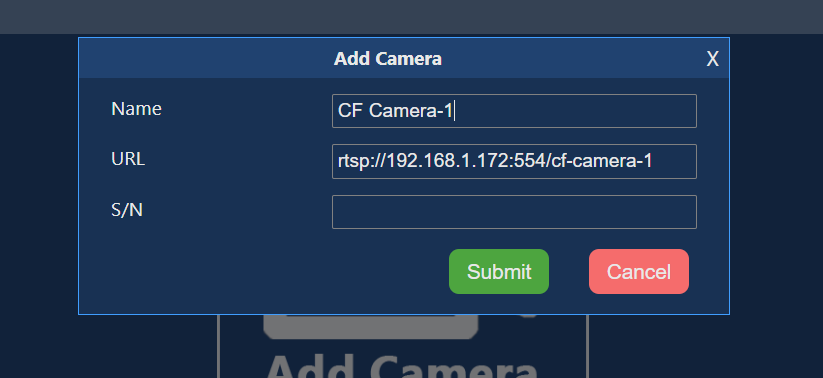 Add Camera X
Name CF Camera-1
URL rtsp://192.168.1.172:554/cf-camera-1
S/N
Submit Cancel
Add Camera